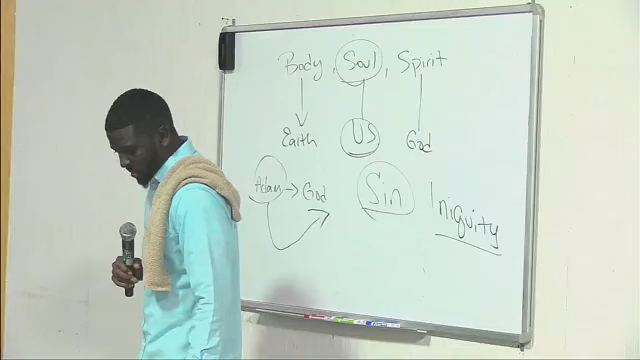 Body, Soul, Spirit
Earth US God
Adam → God Sin Iniquity